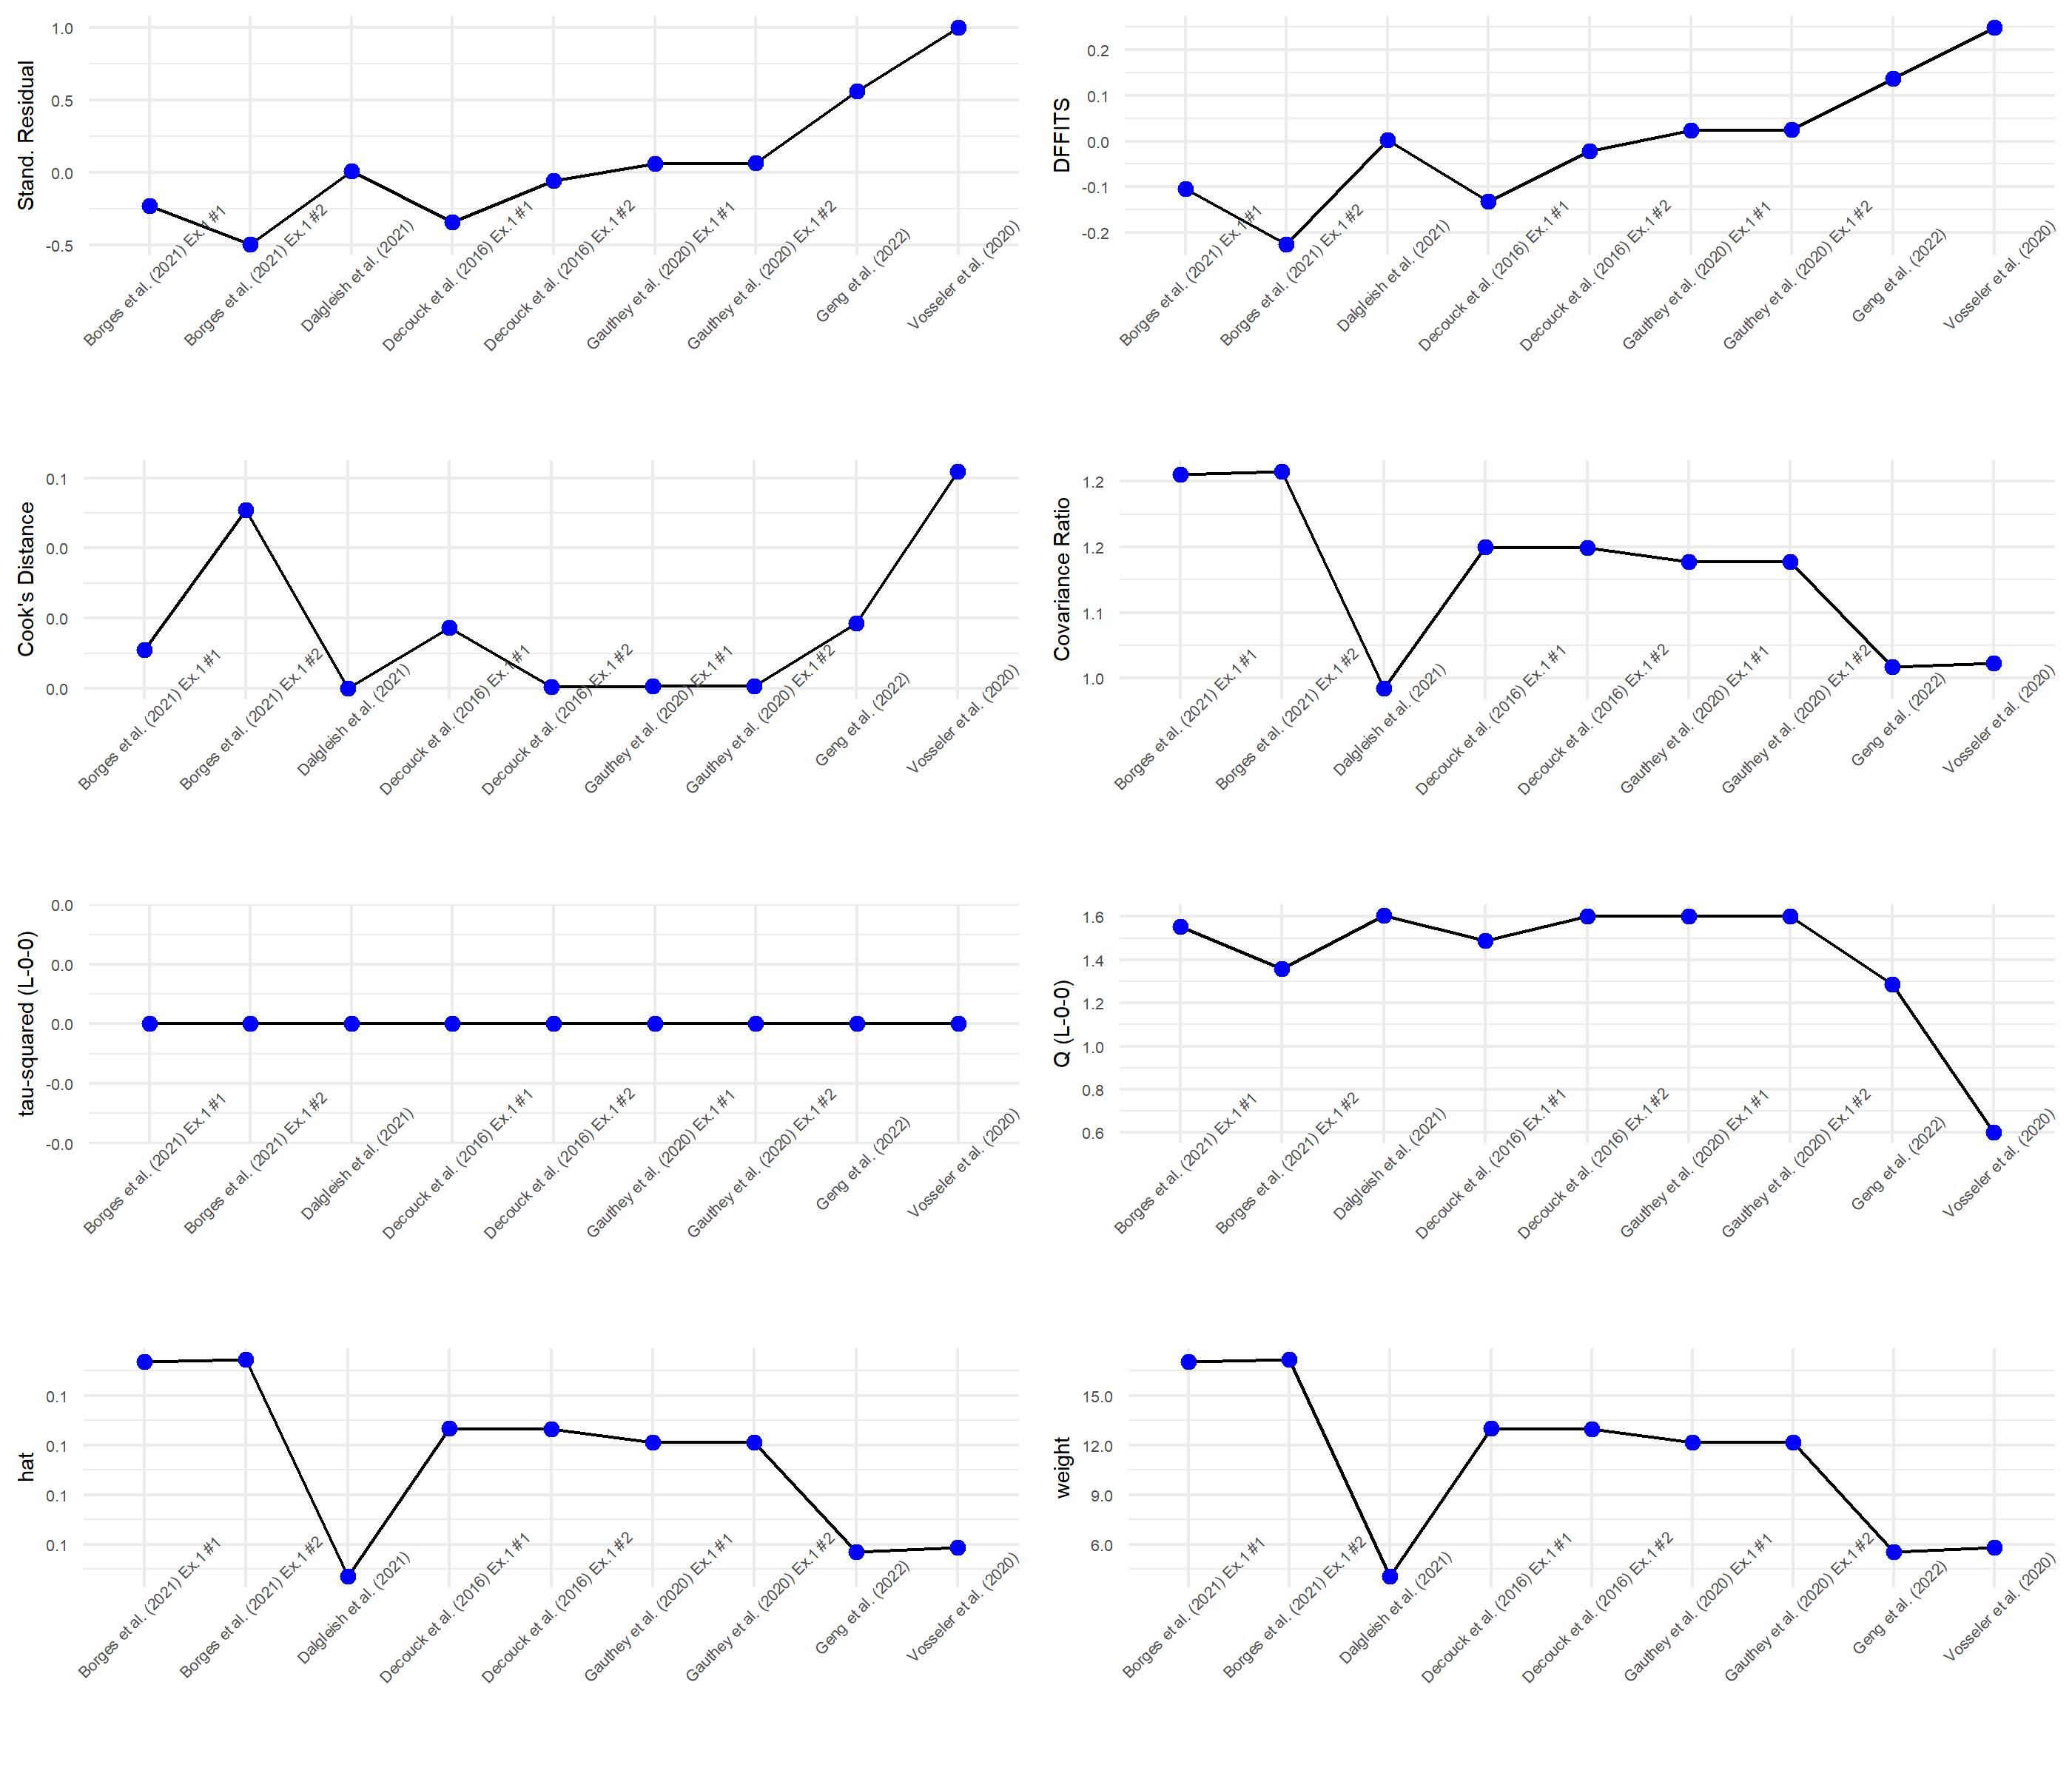 Stand. Residual
1.0
0.5
0.0
-0.5
Borges et al. (2021) Ex.1 #1
Borges et al. (2021) Ex.1 #2
Dalgleish et al. (2021)
Decouck et al. (2016) Ex.1 #1
Decouck et al. (2016) Ex.1 #2
Gauthey et al. (2020) Ex.1 #1
Gauthey et al. (2020) Ex.1 #2
Geng et al. (2022)
Vosseler et al. (2020)
DFFITS
0.2
0.1
0.0
-0.1
-0.2
Borges et al. (2021) Ex.1 #1
Borges et al. (2021) Ex.1 #2
Dalgleish et al. (2021)
Decouck et al. (2016) Ex.1 #1
Decouck et al. (2016) Ex.1 #2
Gauthey et al. (2020) Ex.1 #1
Gauthey et al. (2020) Ex.1 #2
Geng et al. (2022)
Vosseler et al. (2020)
Cook's Distance
0.1
0.0
0.0
0.0
Borges et al. (2021) Ex.1 #1
Borges et al. (2021) Ex.1 #2
Dalgleish et al. (2021)
Decouck et al. (2016) Ex.1 #1
Decouck et al. (2016) Ex.1 #2
Gauthey et al. (2020) Ex.1 #1
Gauthey et al. (2020) Ex.1 #2
Geng et al. (2022)
Vosseler et al. (2020)
Covariance Ratio
1.2
1.2
1.1
1.0
Borges et al. (2021) Ex.1 #1
Borges et al. (2021) Ex.1 #2
Dalgleish et al. (2021)
Decouck et al. (2016) Ex.1 #1
Decouck et al. (2016) Ex.1 #2
Gauthey et al. (2020) Ex.1 #1
Gauthey et al. (2020) Ex.1 #2
Geng et al. (2022)
Vosseler et al. (2020)
tau-squared (L-0-0)
0.0
0.0
0.0
-0.0
-0.0
Borges et al. (2021) Ex.1 #1
Borges et al. (2021) Ex.1 #2
Dalgleish et al. (2021)
Decouck et al. (2016) Ex.1 #1
Decouck et al. (2016) Ex.1 #2
Gauthey et al. (2020) Ex.1 #1
Gauthey et al. (2020) Ex.1 #2
Geng et al. (2022)
Vosseler et al. (2020)
Q (L-0-0)
1.6
1.4
1.2
1.0
0.8
0.6
Borges et al. (2021) Ex.1 #1
Borges et al. (2021) Ex.1 #2
Dalgleish et al. (2021)
Decouck et al. (2016) Ex.1 #1
Decouck et al. (2016) Ex.1 #2
Gauthey et al. (2020) Ex.1 #1
Gauthey et al. (2020) Ex.1 #2
Geng et al. (2022)
Vosseler et al. (2020)
hat
0.1
0.1
0.1
0.1
Borges et al. (2021) Ex.1 #1
Borges et al. (2021) Ex.1 #2
Dalgleish et al. (2021)
Decouck et al. (2016) Ex.1 #1
Decouck et al. (2016) Ex.1 #2
Gauthey et al. (2020) Ex.1 #1
Gauthey et al. (2020) Ex.1 #2
Geng et al. (2022)
Vosseler et al. (2020)
weight
15.0
12.0
9.0
6.0
Borges et al. (2021) Ex.1 #1
Borges et al. (2021) Ex.1 #2
Dalgleish et al. (2021)
Decouck et al. (2016) Ex.1 #1
Decouck et al. (2016) Ex.1 #2
Gauthey et al. (2020) Ex.1 #1
Gauthey et al. (2020) Ex.1 #2
Geng et al. (2022)
Vosseler et al. (2020)